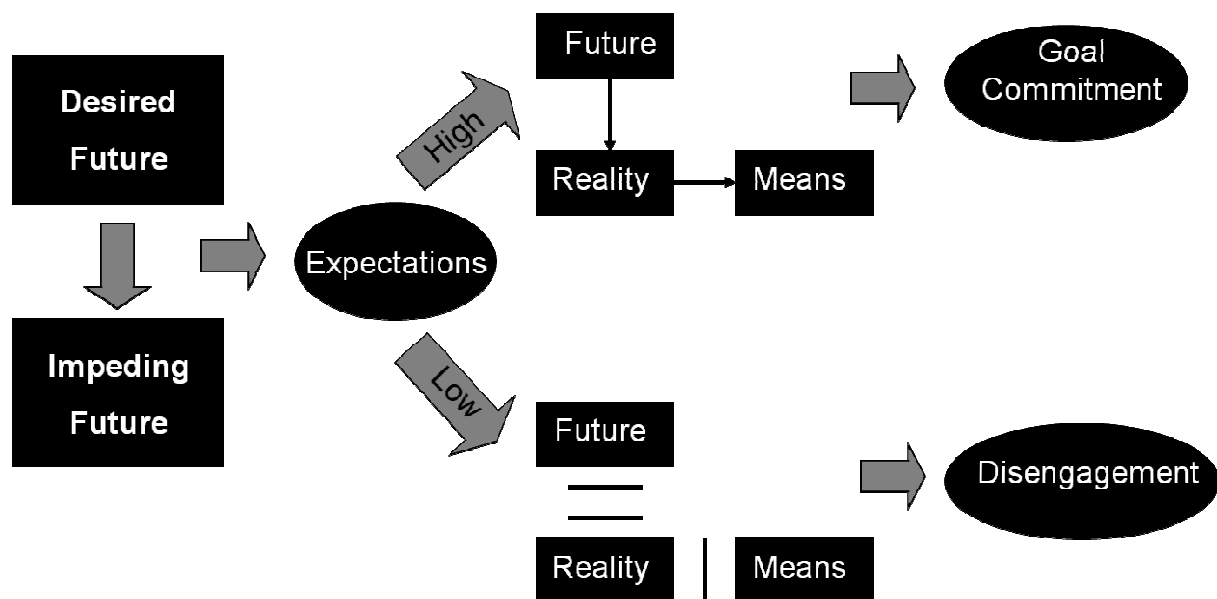 Desired
Future
Impeding
Future
Expectations
High
Low
Future
Reality
Means
Goal
Commitment
Future
Reality
Means
Disengagement